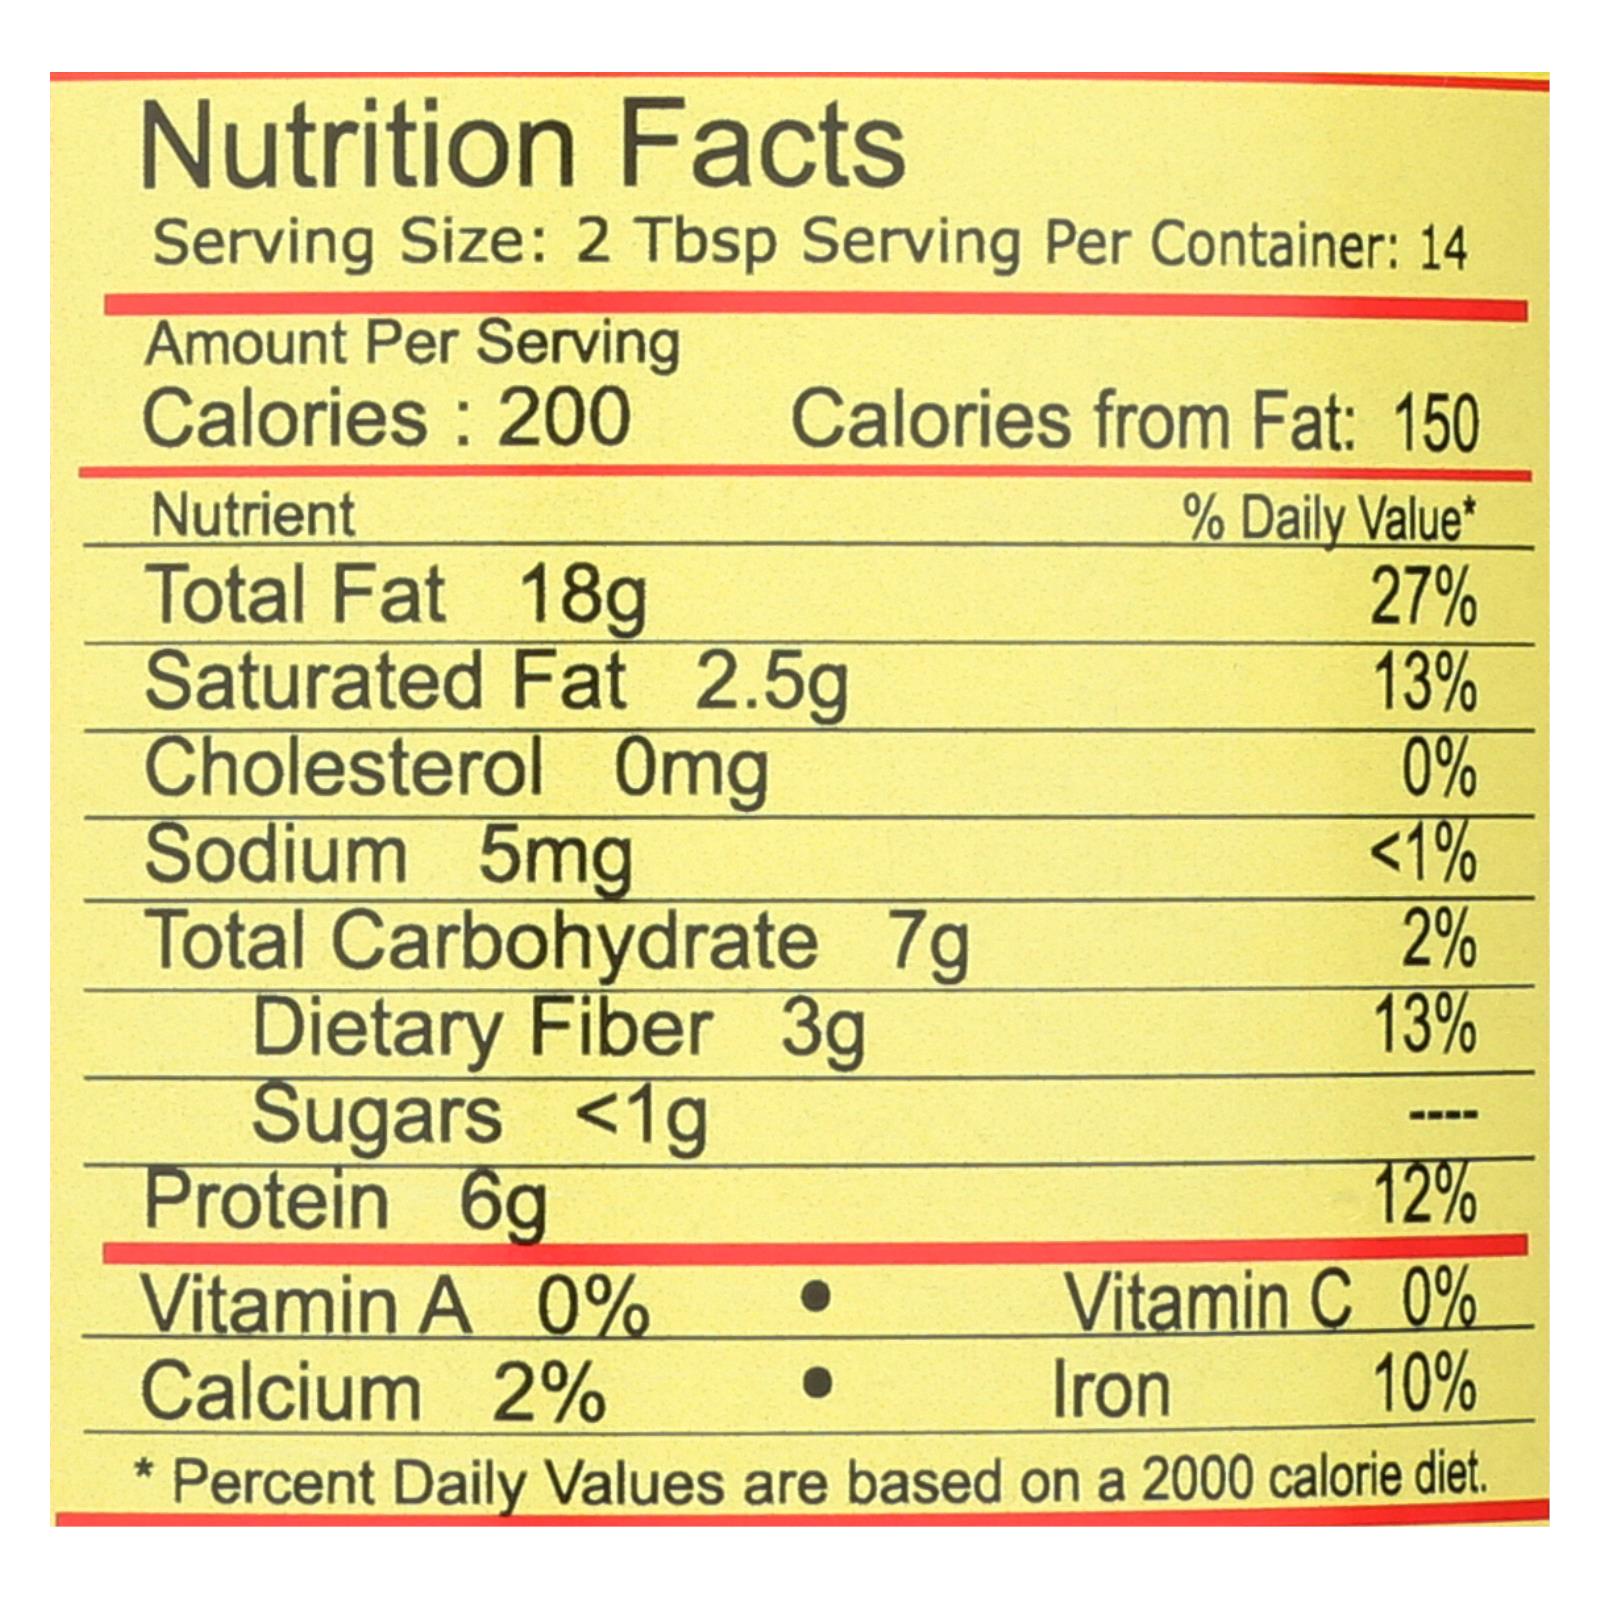 Nutrition Facts
Serving Size: 2 Tbsp Serving Per Container: 14
Amount Per Serving
Calories : 200 Calories from Fat: 150
Nutrient % Daily Value*
Total Fat 18g 27%
Saturated Fat 2.5g 13%
Cholesterol 0mg 0%
Sodium 5mg <1%
Total Carbohydrate 7g 2%
Dietary Fiber 3g 13%
Sugars <1g ----
Protein 6g 12%
Vitamin A 0% • Vitamin C 0%
Calcium 2% • Iron 10%
* Percent Daily Values are based on a 2000 calorie diet.